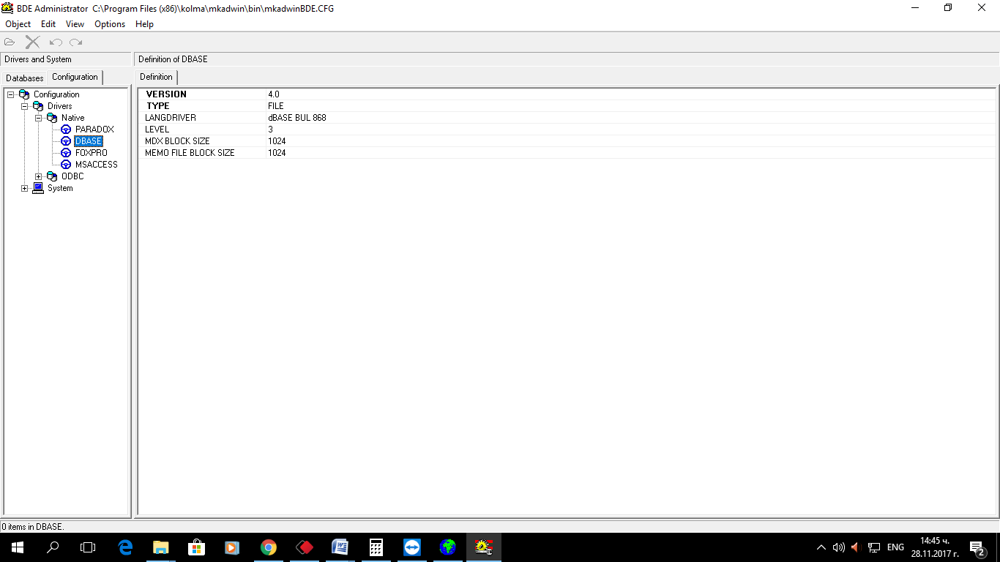 BDE Administrator  C:\Program Files (x86)\kolma\mkadwin\bin\mkadwinBDE.CFG
Object Edit View Options Help
Drivers and System
Definition of DBASE
Databases Configuration
Definition
Configuration
Drivers
Native
PARADOX
DBASE
FOXPRO
MSACCESS
ODBC
System
VERSION 4.0
TYPE FILE
LANGDRIVER dBASE BUL 868
LEVEL 3
MDX BLOCK SIZE 1024
MEMO FILE BLOCK SIZE 1024
0 items in DBASE.
ENG
14:45 ч.
28.11.2017 г.
2